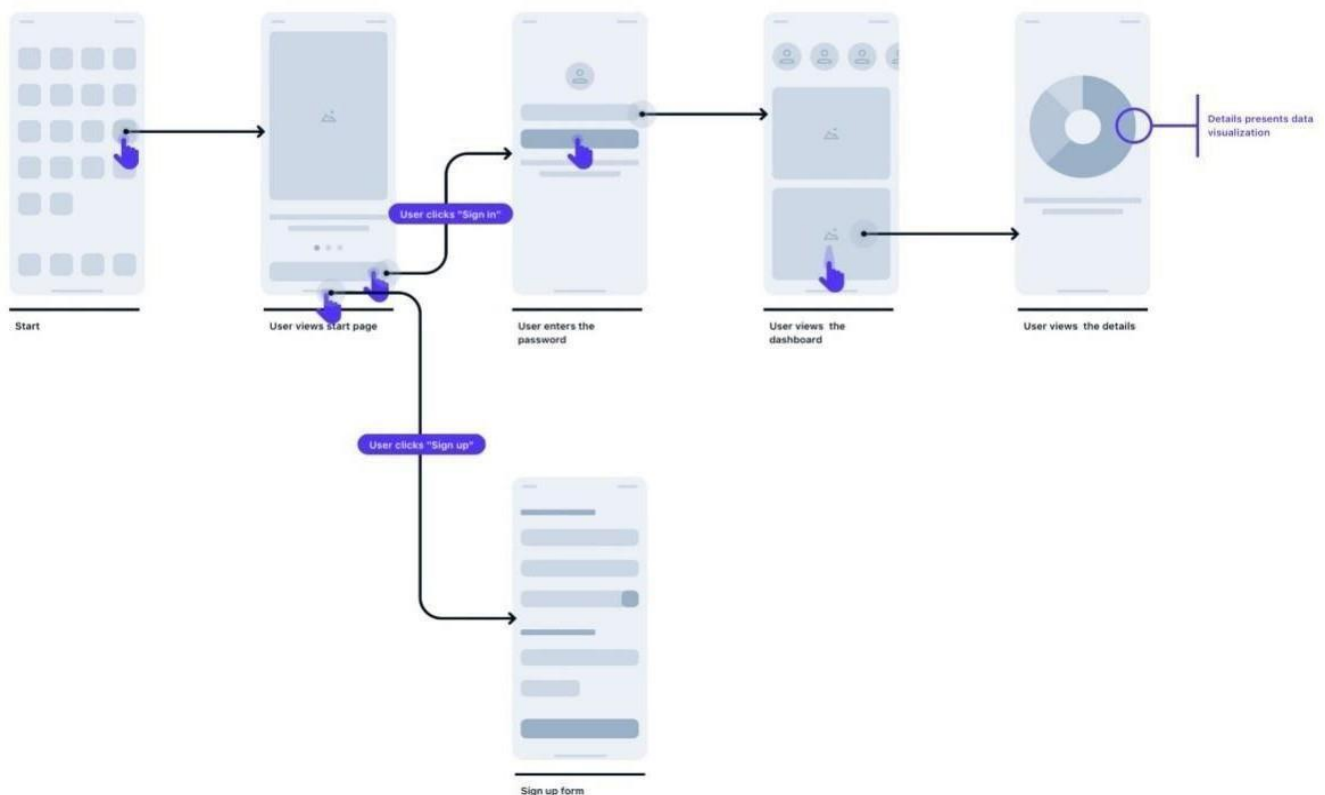 Details presents data
visualization
User clicks "Sign in"
Start
User views start page
User enters the
password
User views the
dashboard
User views the details
User clicks "Sign up"
Sign up form